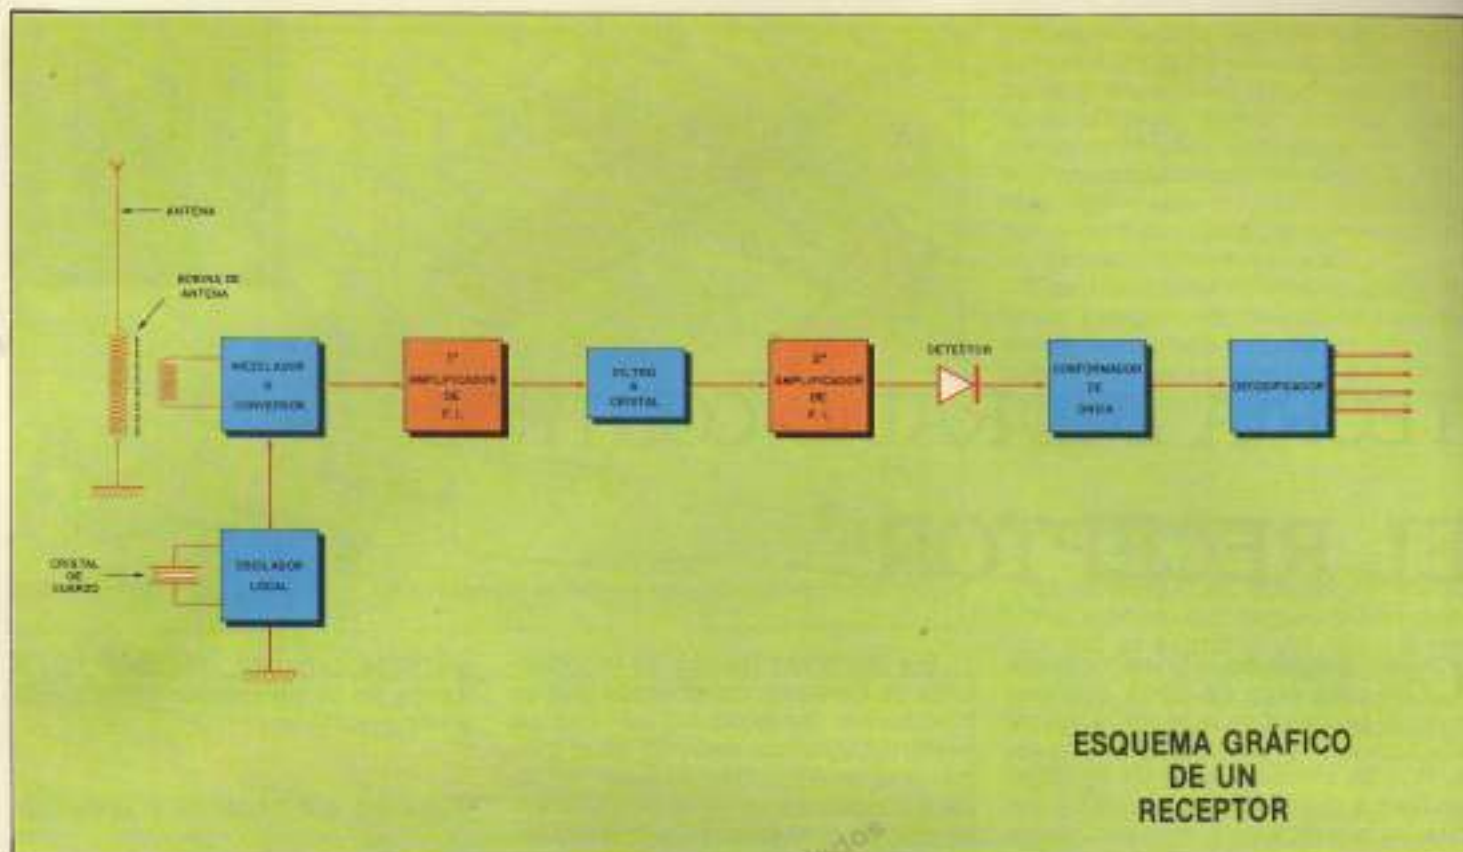 ANTENA
BOBINA DE
ANTENA
MEZCLADOR
O
CONVERSOR
1º
AMPLIFICADOR
DE
F.I.
FILTRO
A
CRISTAL
2º
AMPLIFICADOR
DE
F.I.
DETECTOR
CONFORMADOR
DE
ONDA
DECODIFICADOR
CRISTAL
DE
CUARZO
OSCILADOR
LOCAL
ESQUEMA GRÁFICO
DE UN
RECEPTOR